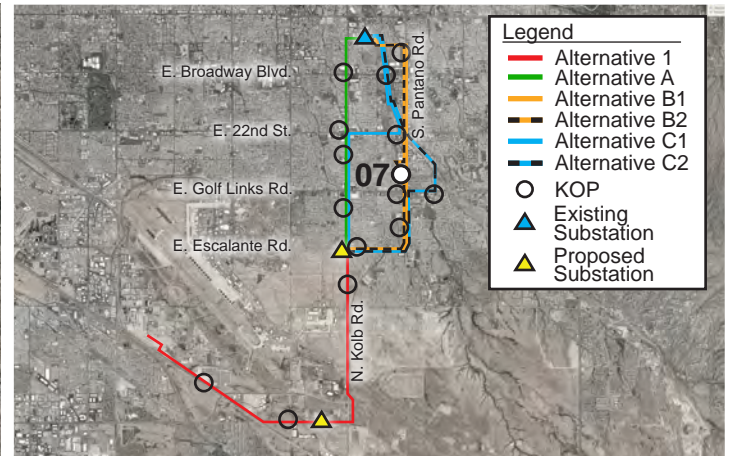 E. Broadway Blvd.
E. 22nd St.
E. Golf Links Rd.
E. Escalante Rd.
S. Pantano Rd.
07
N. Kolb Rd.
Legend
Alternative 1
Alternative A
Alternative B1
Alternative B2
Alternative C1
Alternative C2
KOP
Existing
Substation
Proposed
Substation